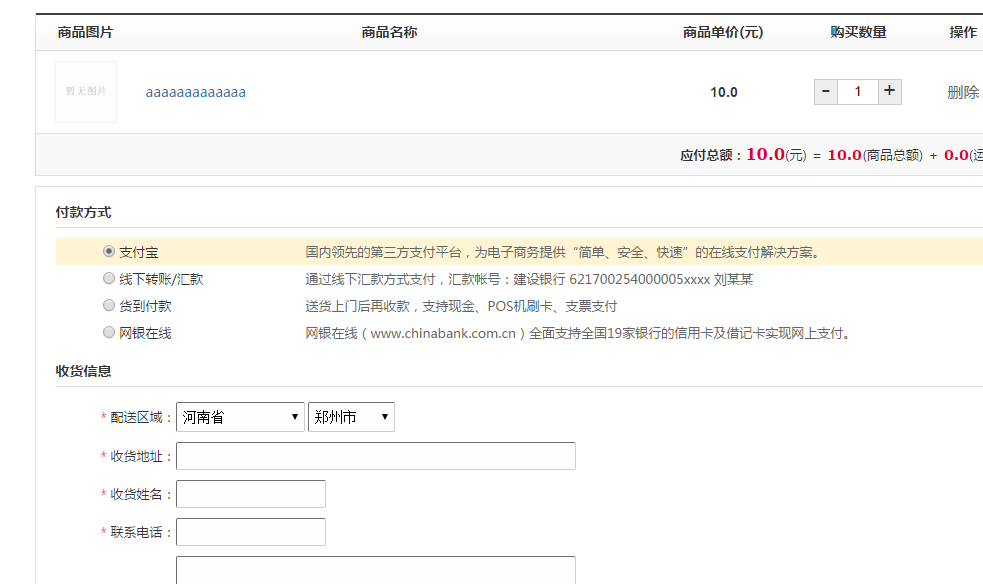 商品图片 商品名称 商品单价(元) 购买数量 操作
暂无图片 aaaaaaaaaaaaa 10.0 - 1 + 删除
应付总额：10.0(元) = 10.0(商品总额) + 0.0(运
付款方式
支付宝 国内领先的第三方支付平台，为电子商务提供“简单、安全、快速”的在线支付解决方案。
线下转账/汇款 通过线下汇款方式支付，汇款帐号：建设银行 621700254000005xxxx 刘某某
货到付款 送货上门后再收款，支持现金、POS机刷卡、支票支付
网银在线 网银在线（www.chinabank.com.cn）全面支持全国19家银行的信用卡及借记卡实现网上支付。
收货信息
* 配送区域： 河南省 郑州市
* 收货地址：
* 收货姓名：
* 联系电话：